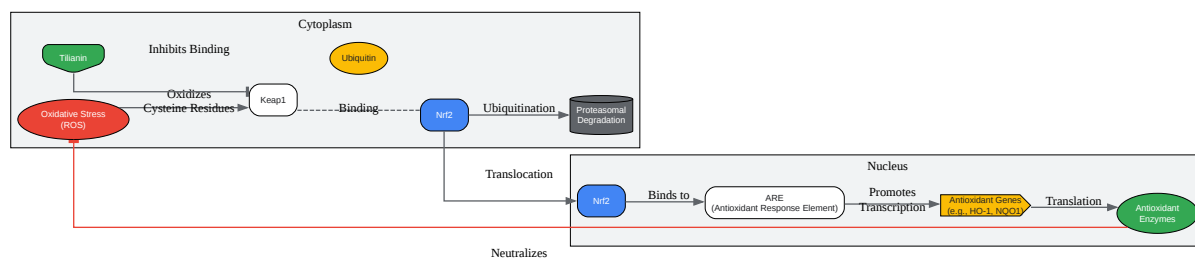 Cytoplasm
Tilianin
Inhibits Binding
Ubiquitin
Oxidizes
Cysteine Residues
Oxidative Stress
(ROS)
Keap1
Binding
Nrf2
Ubiquitination
Proteasomal
Degradation
Translocation
Nucleus
Nrf2
Binds to
ARE
(Antioxidant Response Element)
Promotes
Transcription
Antioxidant Genes
(e.g., HO-1, NQO1)
Translation
Antioxidant
Enzymes
Neutralizes